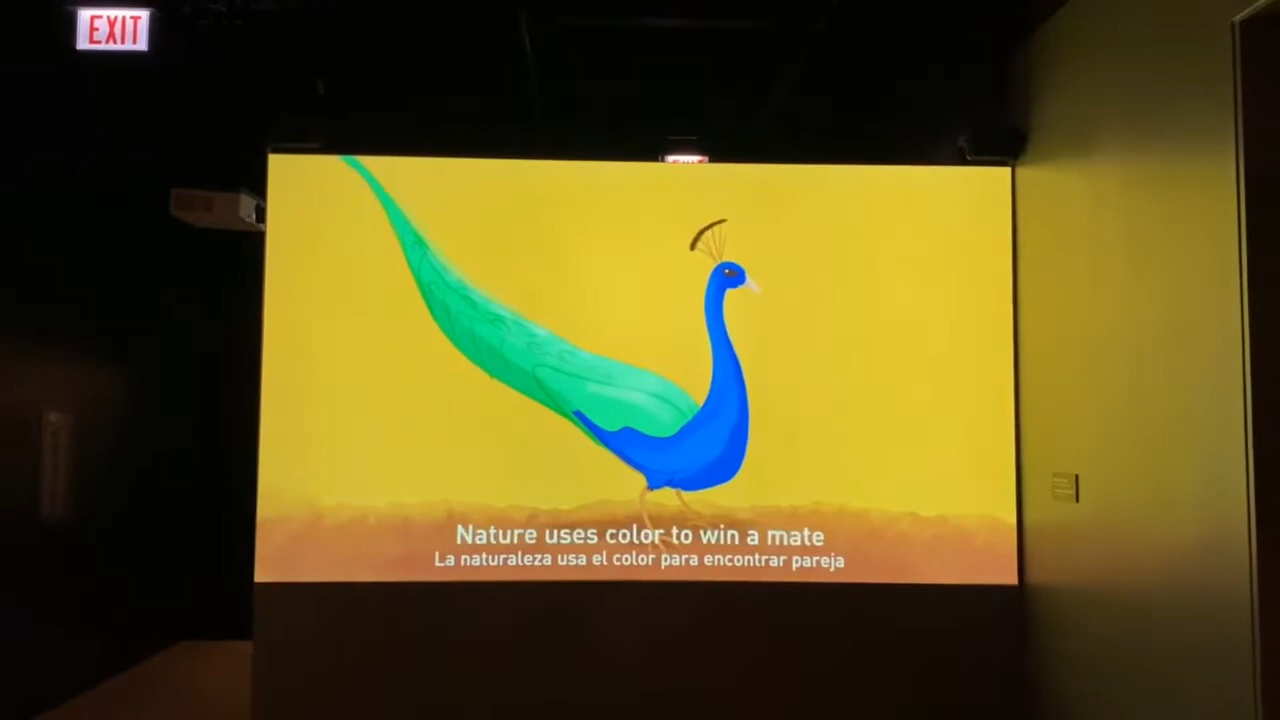 EXIT
Nature uses color to win a mate
La naturaleza usa el color para encontrar pareja